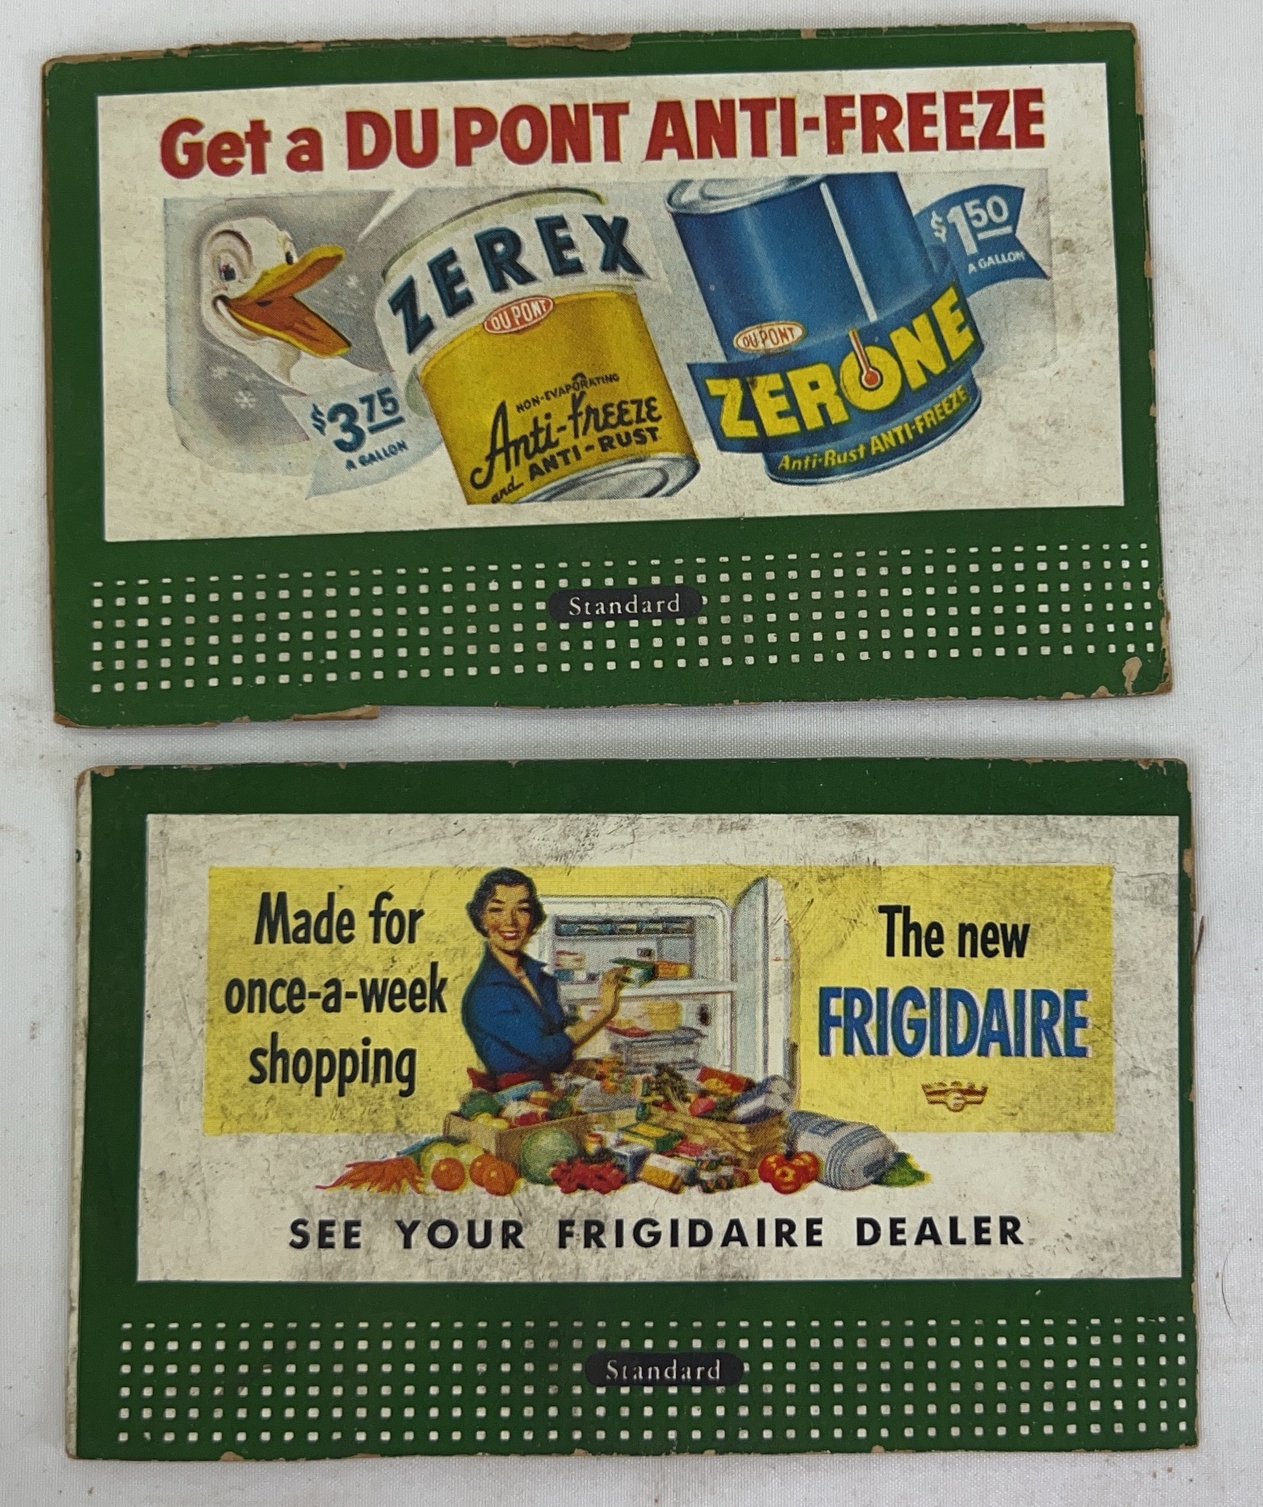 Get a DU PONT ANTI-FREEZE
ZEREX
DU PONT
NON-EVAPORATING
Anti-Freeze
and ANTI-RUST
$3.75
A GALLON
$1.50
A GALLON
DU PONT
ZERONE
Anti-Rust ANTI-FREEZE
Standard
Made for
once-a-week
shopping
The new
FRIGIDAIRE
SEE YOUR FRIGIDAIRE DEALER
Standard